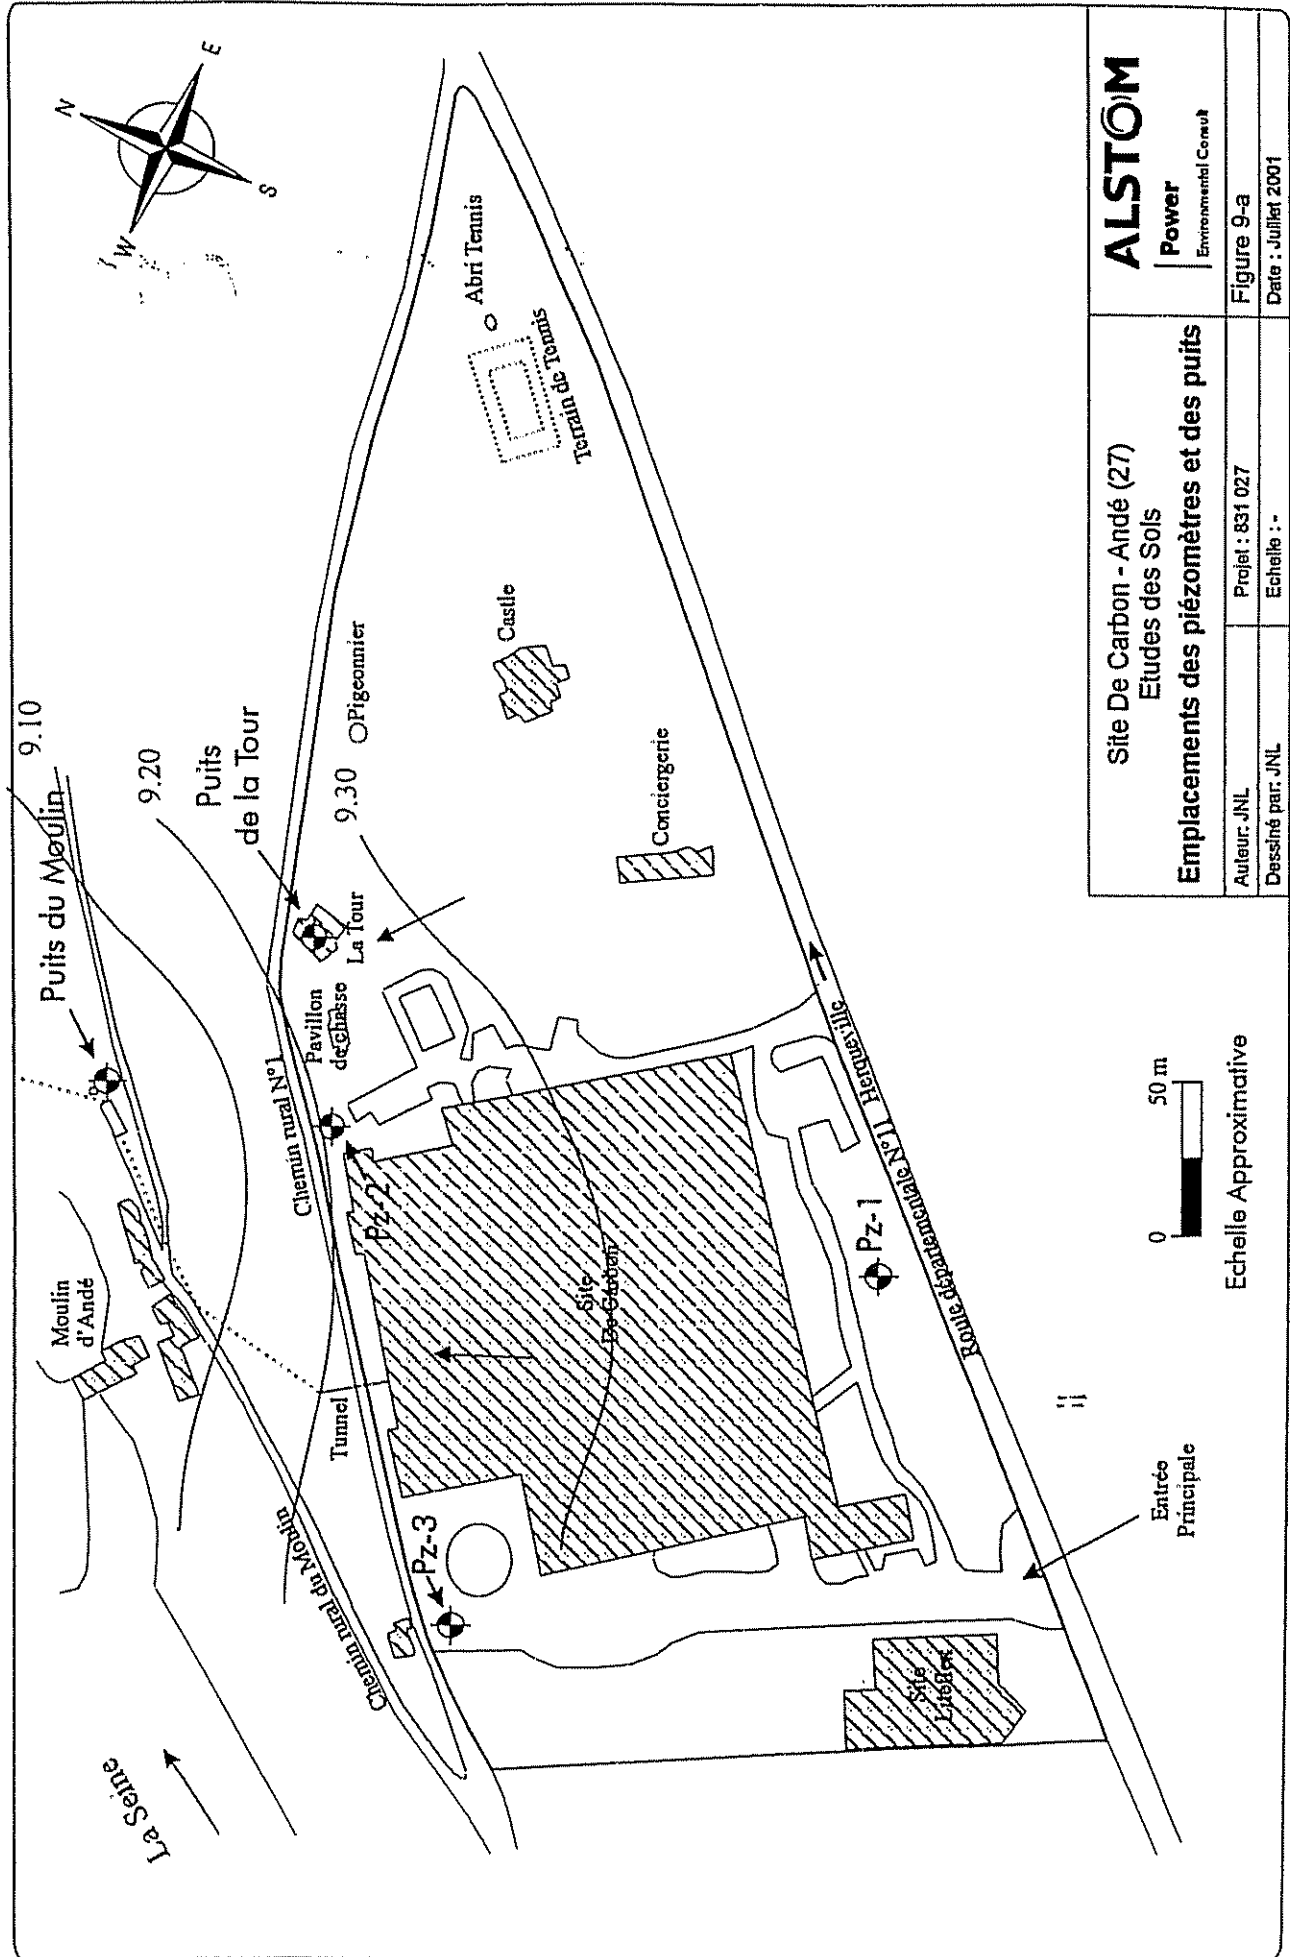 N
E
S
W
La Seine
Moulin
d'Andé
Puits du Moulin
9.10
9.20
Puits
de la Tour
9.30
Pigeonnier
Chemin rural du Moulin
Chemin rural N°1
Tunnel
Pavillon
de chasse
La Tour
Abri Tennis
Terrain de Tennis
Castle
Conciergerie
Pz-3
Pz-2
Pz-1
Site
De Carbon
Site
Route départementale N°11
Herqueville
Entrée
Principale
0
50 m
Echelle Approximative
Site De Carbon - Andé (27)
Etudes des Sols
Emplacements des piézomètres et des puits
ALSTOM
Power
Environmental Consult
Auteur: JNL
Projet : 831 027
Figure 9-a
Dessiné par: JNL
Echelle : -
Date : Juillet 2001